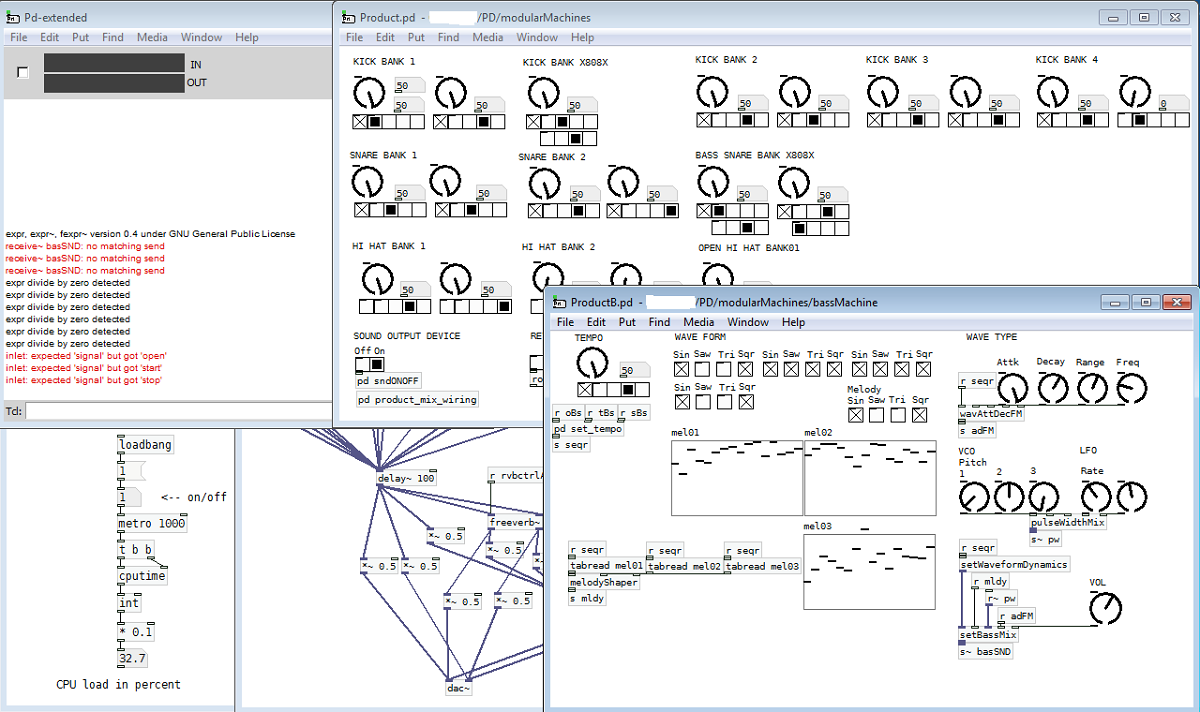 Pd-extended
File Edit Put Find Media Window Help
IN
OUT
expr, expr~, fexpr~ version 0.4 under GNU General Public License
receive~ basSND: no matching send
receive~ basSND: no matching send
receive~ basSND: no matching send
expr divide by zero detected
expr divide by zero detected
expr divide by zero detected
expr divide by zero detected
expr divide by zero detected
expr divide by zero detected
inlet: expected 'signal' but got 'open'
inlet: expected 'signal' but got 'start'
inlet: expected 'signal' but got 'stop'
Tcl:
Product.pd - /PD/modularMachines
File Edit Put Find Media Window Help
KICK BANK 1 KICK BANK X808X KICK BANK 2 KICK BANK 3 KICK BANK 4
50
50 50 50 50 50 50 50 50 0
SNARE BANK 1 SNARE BANK 2 BASS SNARE BANK X808X
50 50 50 50 50 50
HI HAT BANK 1 HI HAT BANK 2 OPEN HI HAT BANK01
50 50
SOUND OUTPUT DEVICE
Off On
pd sndONOFF
pd product_mix_wiring
ProductB.pd - /PD/modularMachines/bassMachine
File Edit Put Find Media Window Help
TEMPO WAVE FORM WAVE TYPE
50
Sin Saw Tri Sqr Sin Saw Tri Sqr Sin Saw Tri Sqr
Sin Saw Tri Sqr
Melody
Sin Saw Tri Sqr
Attk Decay Range Freq
r seqr
wavAttDecFM
s adFM
r oBs r tBs r sBs
pd set_tempo
s seqr
mel01 mel02
mel03
VCO LFO
Pitch
1 2 3 Rate
pulseWidthMix
s~ pw
r seqr r seqr r seqr
tabread mel01 tabread mel02 tabread mel03
melodyShaper
s mldy
r seqr
setWaveformDynamics
r mldy
r~ pw
r adFM
VOL
setBassMix
s~ basSND
loadbang
1
1 <-- on/off
metro 1000
t b b
cputime
int
* 0.1
32.7
CPU load in percent
delay~ 100
r rvbctrl
freeverb~
*~ 0.5
*~ 0.5
*~ 0.5 *~ 0.5
*~ 0.5 *~ 0.5
dac~